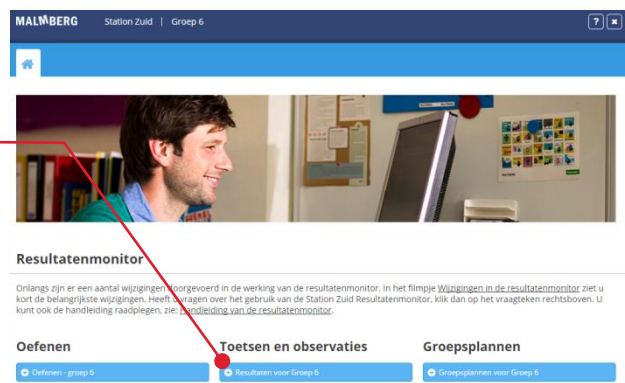 MALMBERG Station Zuid | Groep 6 ? ×
Resultatenmonitor
Onlangs zijn er een aantal wijzigingen doorgevoerd in de werking van de resultatenmonitor. In het filmpje Wijzigingen in de resultatenmonitor ziet u
kort de belangrijkste wijzigingen. Heeft u vragen over het gebruik van de Station Zuid Resultatenmonitor, klik dan op het vraagteken rechtsboven. U
kunt ook de handleiding raadplegen, zie: Handleiding van de resultatenmonitor.
Oefenen Toetsen en observaties Groepsplannen
Oefenen - groep 6 Resultaten voor Groep 6 Groepsplannen voor Groep 6